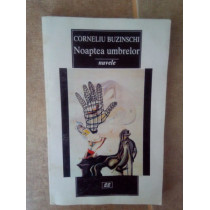 CORNELIU BUZINSCHI
Noaptea umbrelor
nuvele